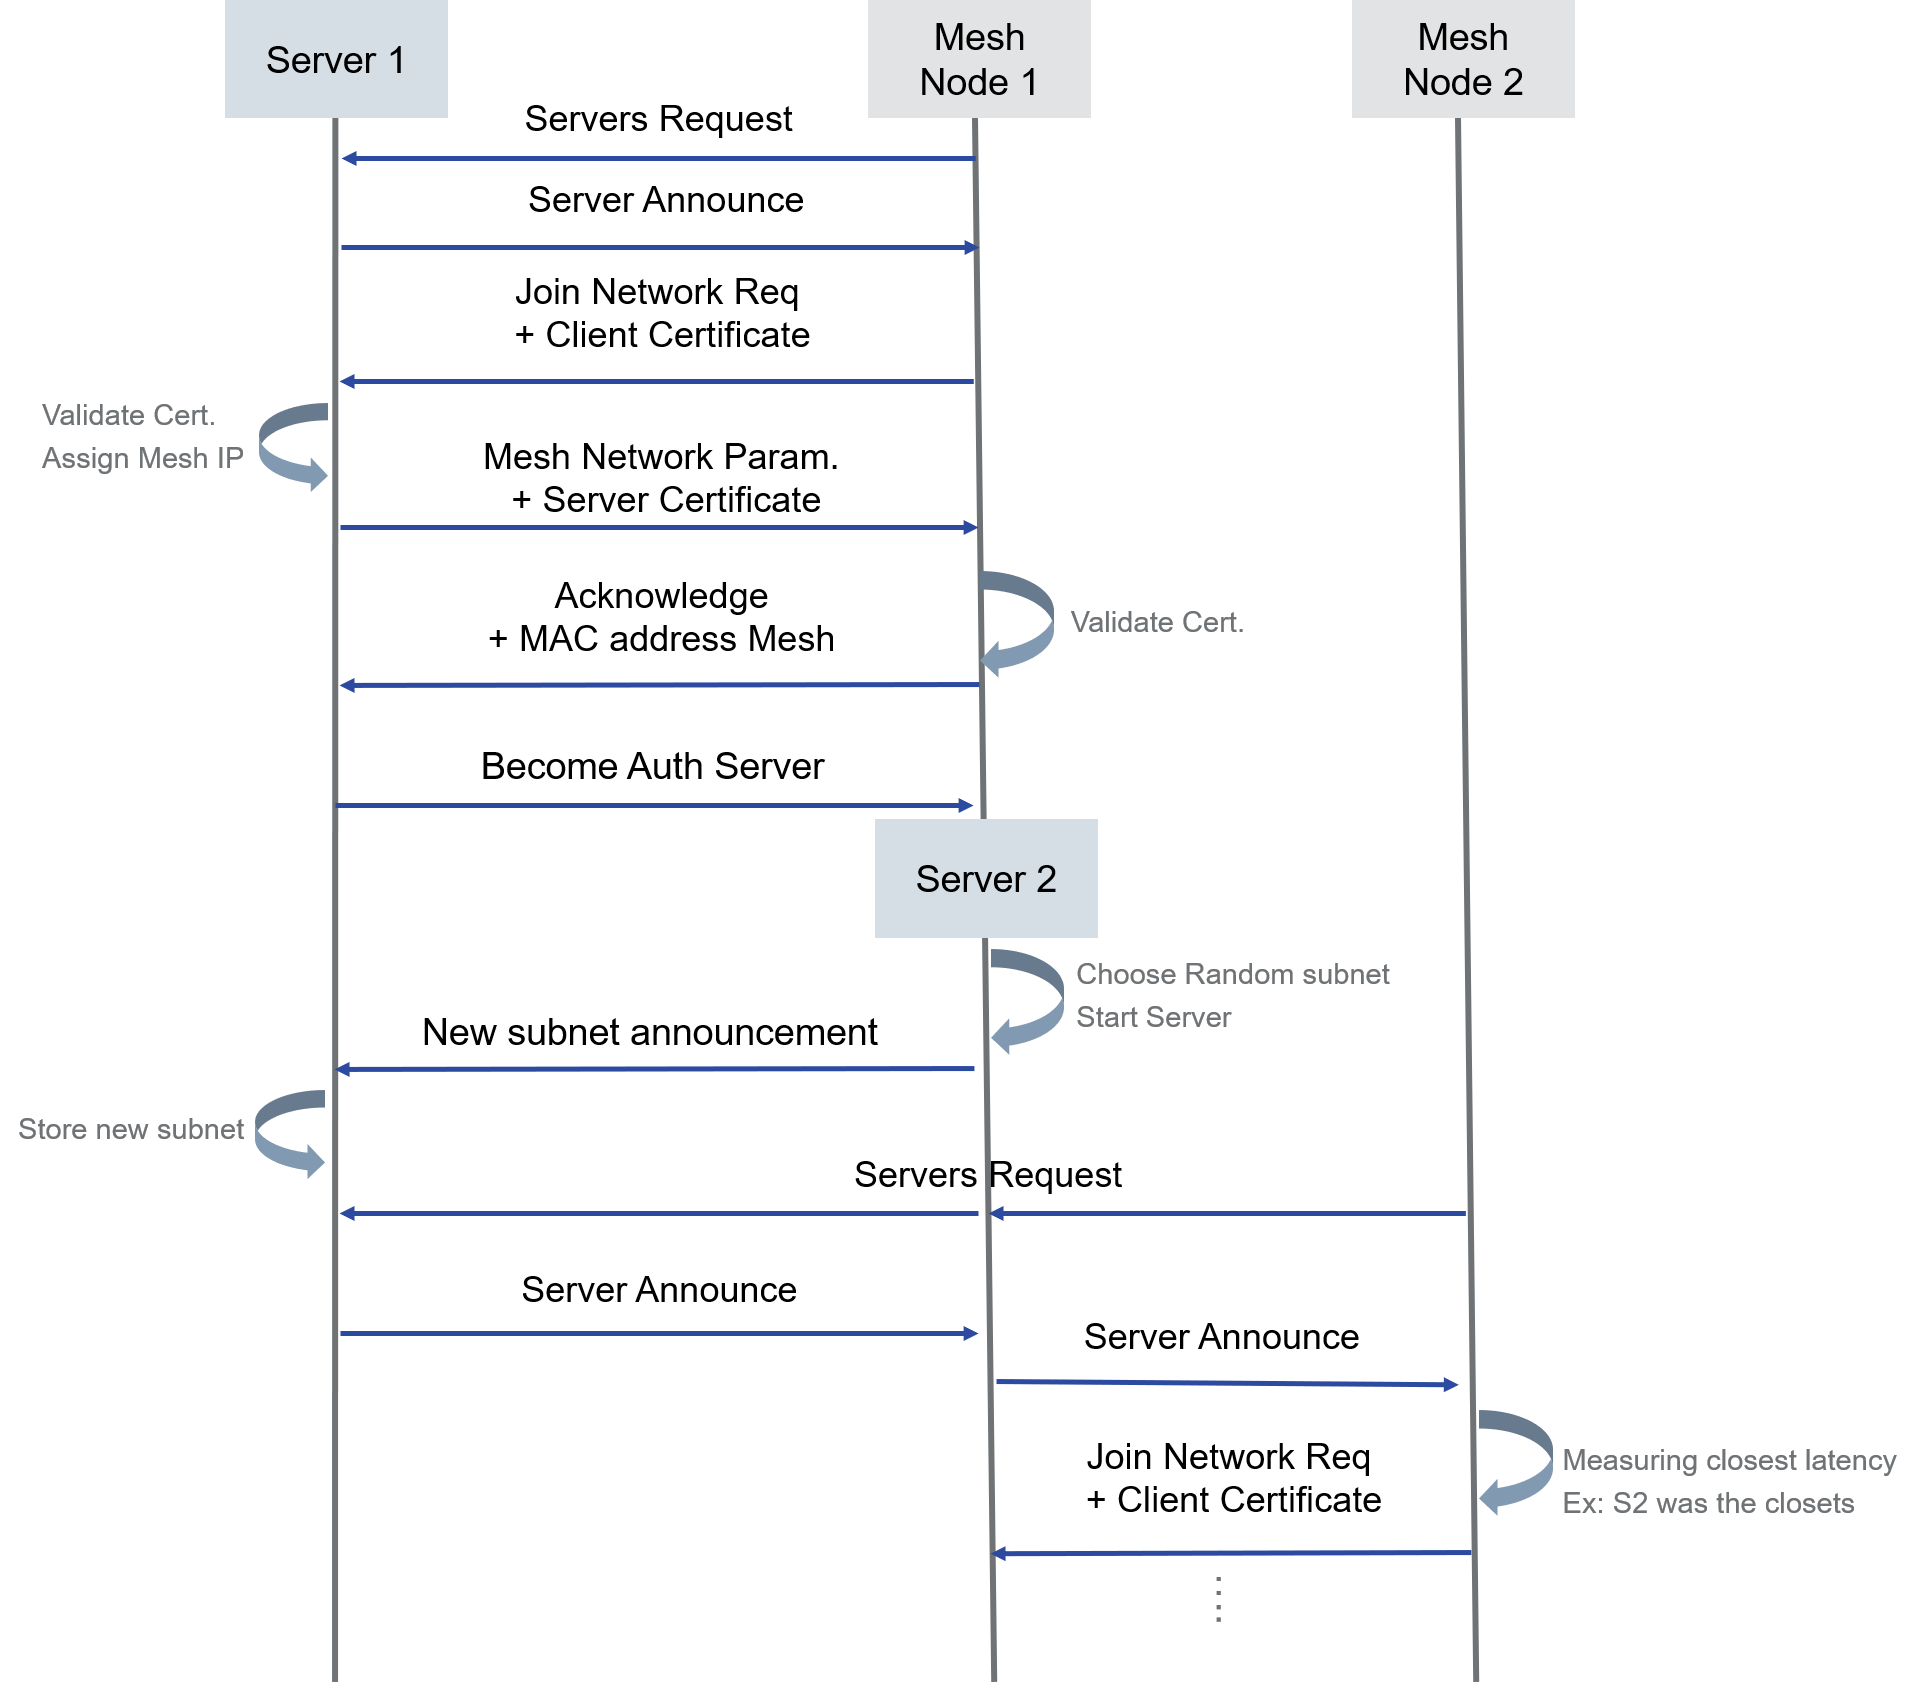 Server 1
Mesh
Node 1
Mesh
Node 2
Servers Request
Server Announce
Join Network Req
+ Client Certificate
Validate Cert.
Assign Mesh IP
Mesh Network Param.
+ Server Certificate
Acknowledge
+ MAC address Mesh
Validate Cert.
Become Auth Server
Server 2
Choose Random subnet
Start Server
New subnet announcement
Store new subnet
Servers Request
Server Announce
Server Announce
Join Network Req
+ Client Certificate
Measuring closest latency
Ex: S2 was the closets